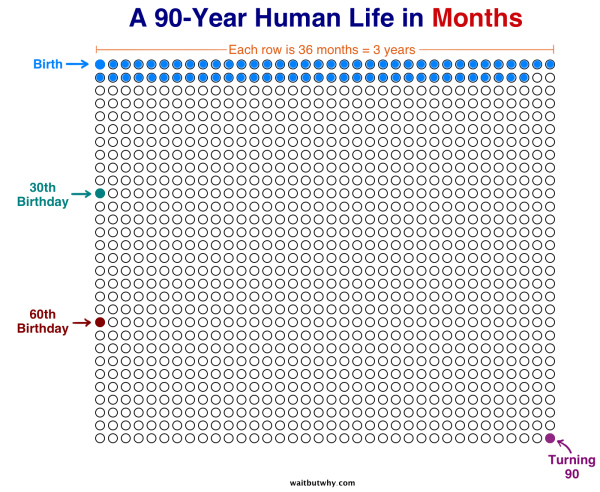 A 90-Year Human Life in Months
Each row is 36 months = 3 years
Birth
30th
Birthday
60th
Birthday
Turning
90
waitbutwhy.com